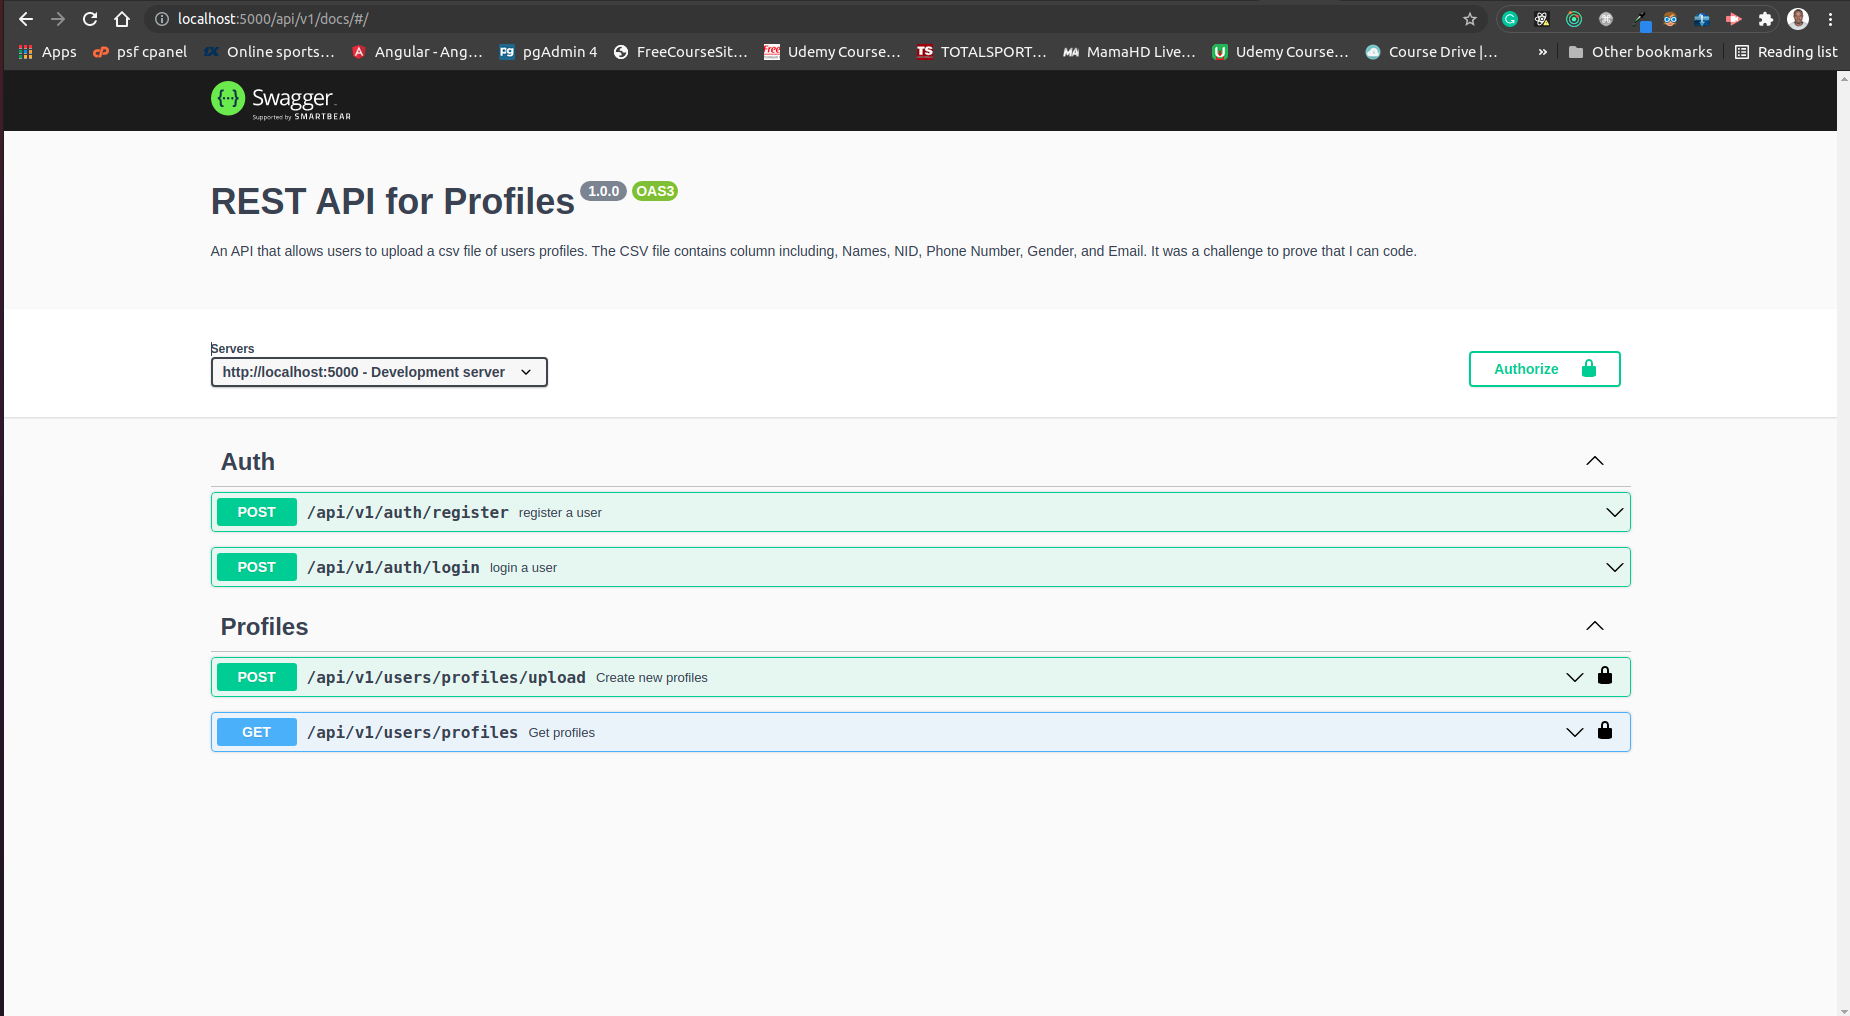 localhost:5000/api/v1/docs/#/
Apps psf cpanel Online sports... Angular - Ang... pgAdmin 4 FreeCourseSit... Udemy Course... TOTALSPORT... MamaHD Live... Udemy Course... Course Drive |... » Other bookmarks Reading list
Swagger
Supported by SMARTBEAR
REST API for Profiles 1.0.0 OAS3
An API that allows users to upload a csv file of users profiles. The CSV file contains column including, Names, NID, Phone Number, Gender, and Email. It was a challenge to prove that I can code.
Servers
http://localhost:5000 - Development server
Authorize
Auth
POST /api/v1/auth/register register a user
POST /api/v1/auth/login login a user
Profiles
POST /api/v1/users/profiles/upload Create new profiles
GET /api/v1/users/profiles Get profiles